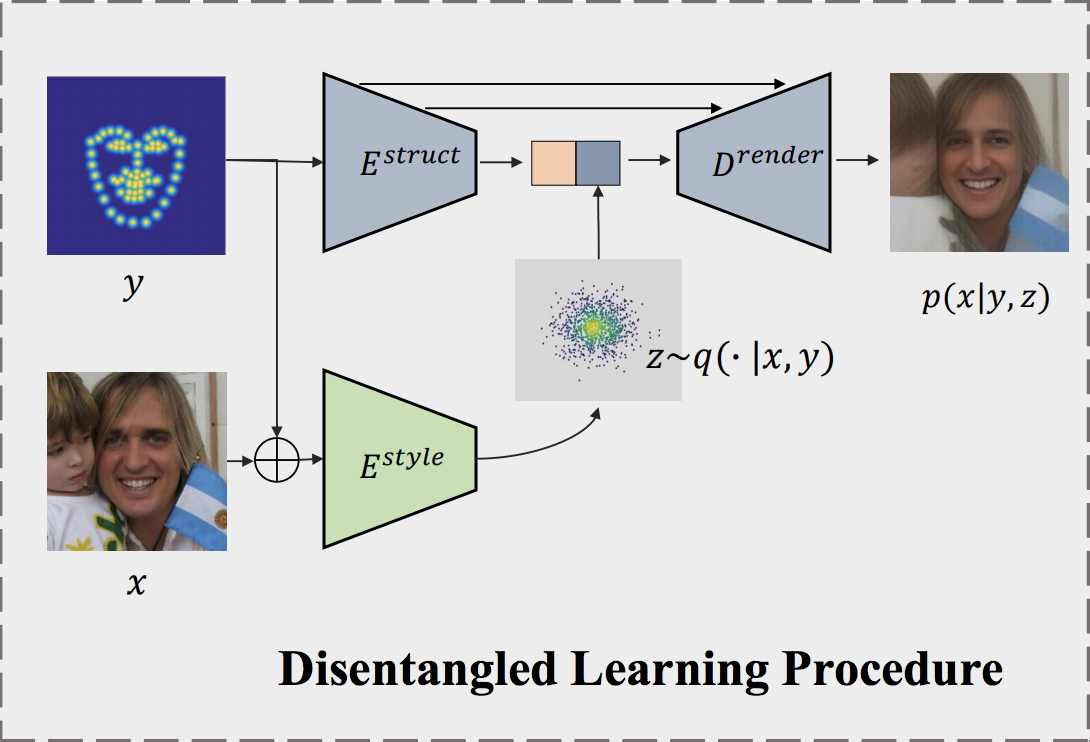 E^{struct}
D^{render}
y
p(x|y, z)
z~q(· |x, y)
E^{style}
x
Disentangled Learning Procedure